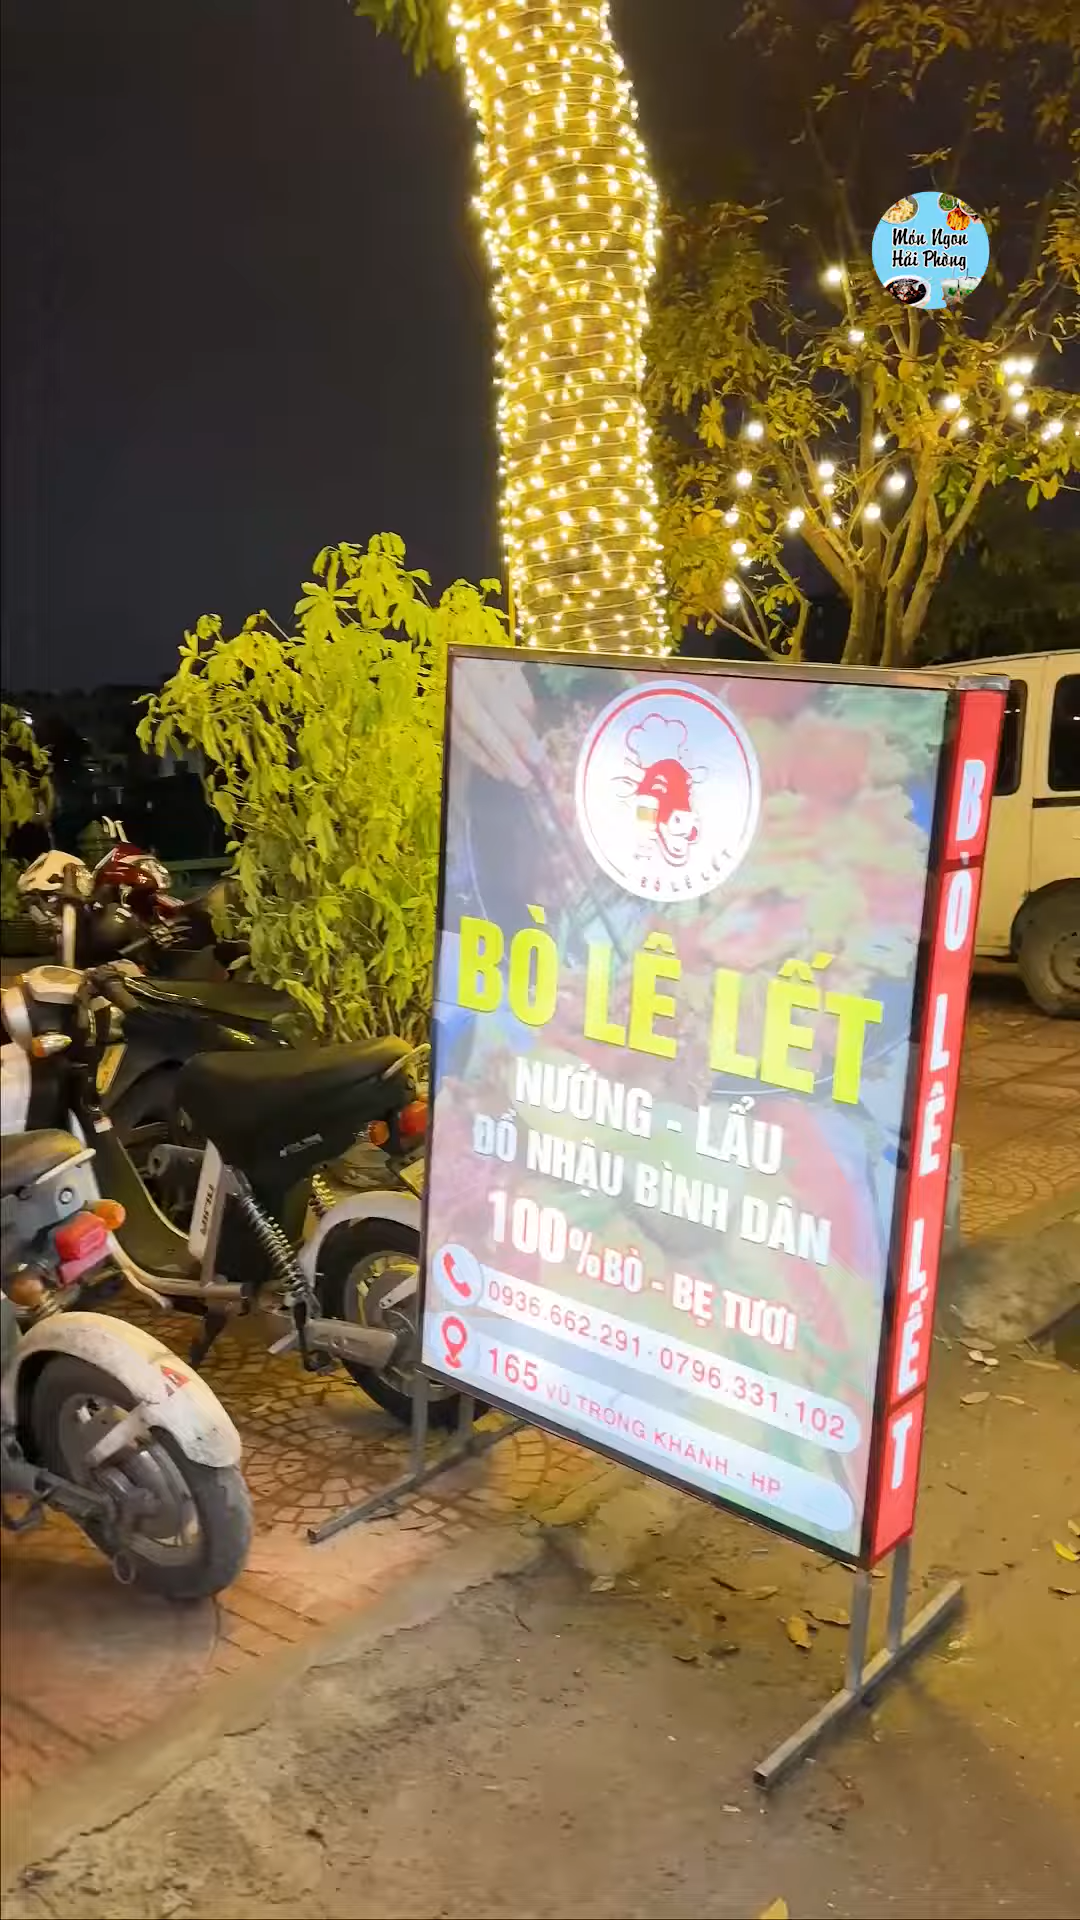 Món Ngon
Hải Phòng
BÒ LÊ LẾT
BÒ LÊ LẾT
NƯỚNG - LẨU
ĐỒ NHẬU BÌNH DÂN
100% BÒ - BẸ TƯƠI
0936.662.291 - 0796.331.102
165 VŨ TRỌNG KHÁNH - HP
BÒ LÊ LẾT